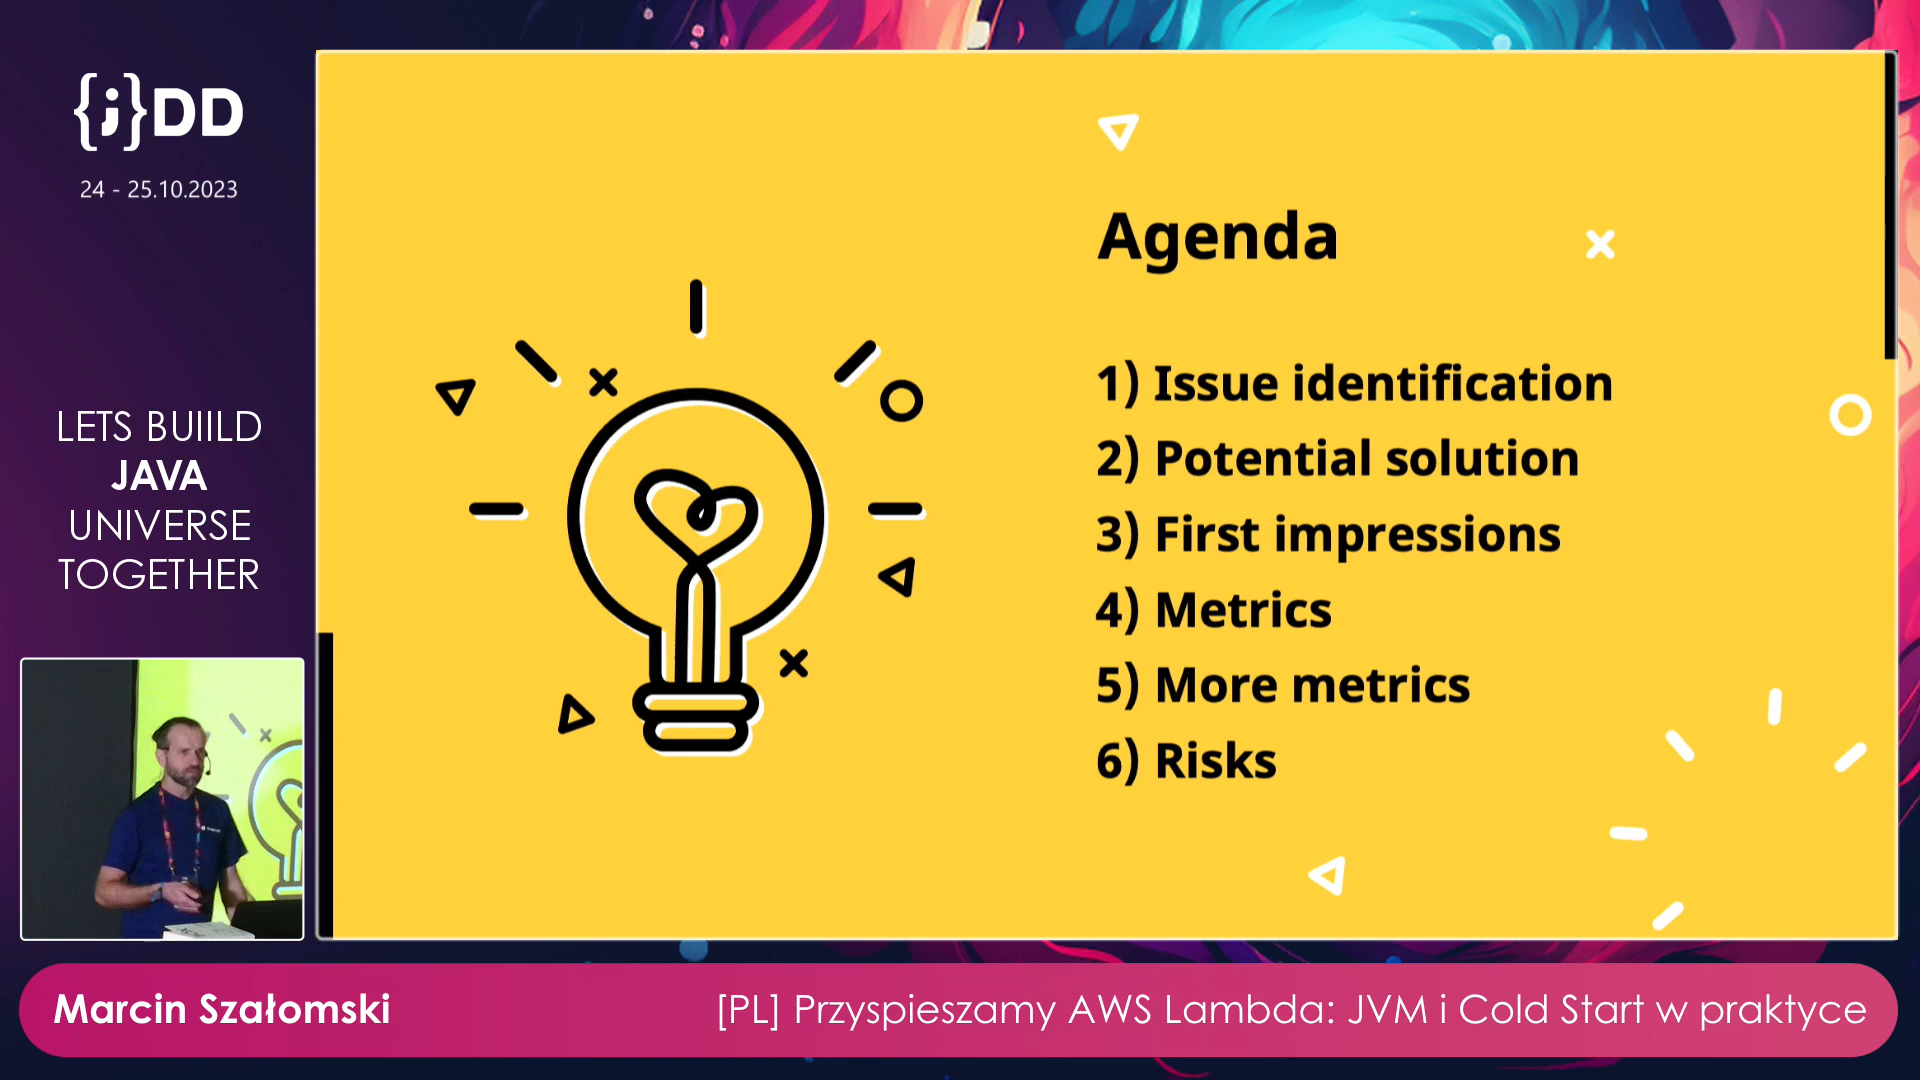 {j}DD
24 - 25.10.2023
LETS BUIILD
JAVA
UNIVERSE
TOGETHER
Agenda
1) Issue identification
2) Potential solution
3) First impressions
4) Metrics
5) More metrics
6) Risks
Marcin Szałomski
[PL] Przyspieszamy AWS Lambda: JVM i Cold Start w praktyce